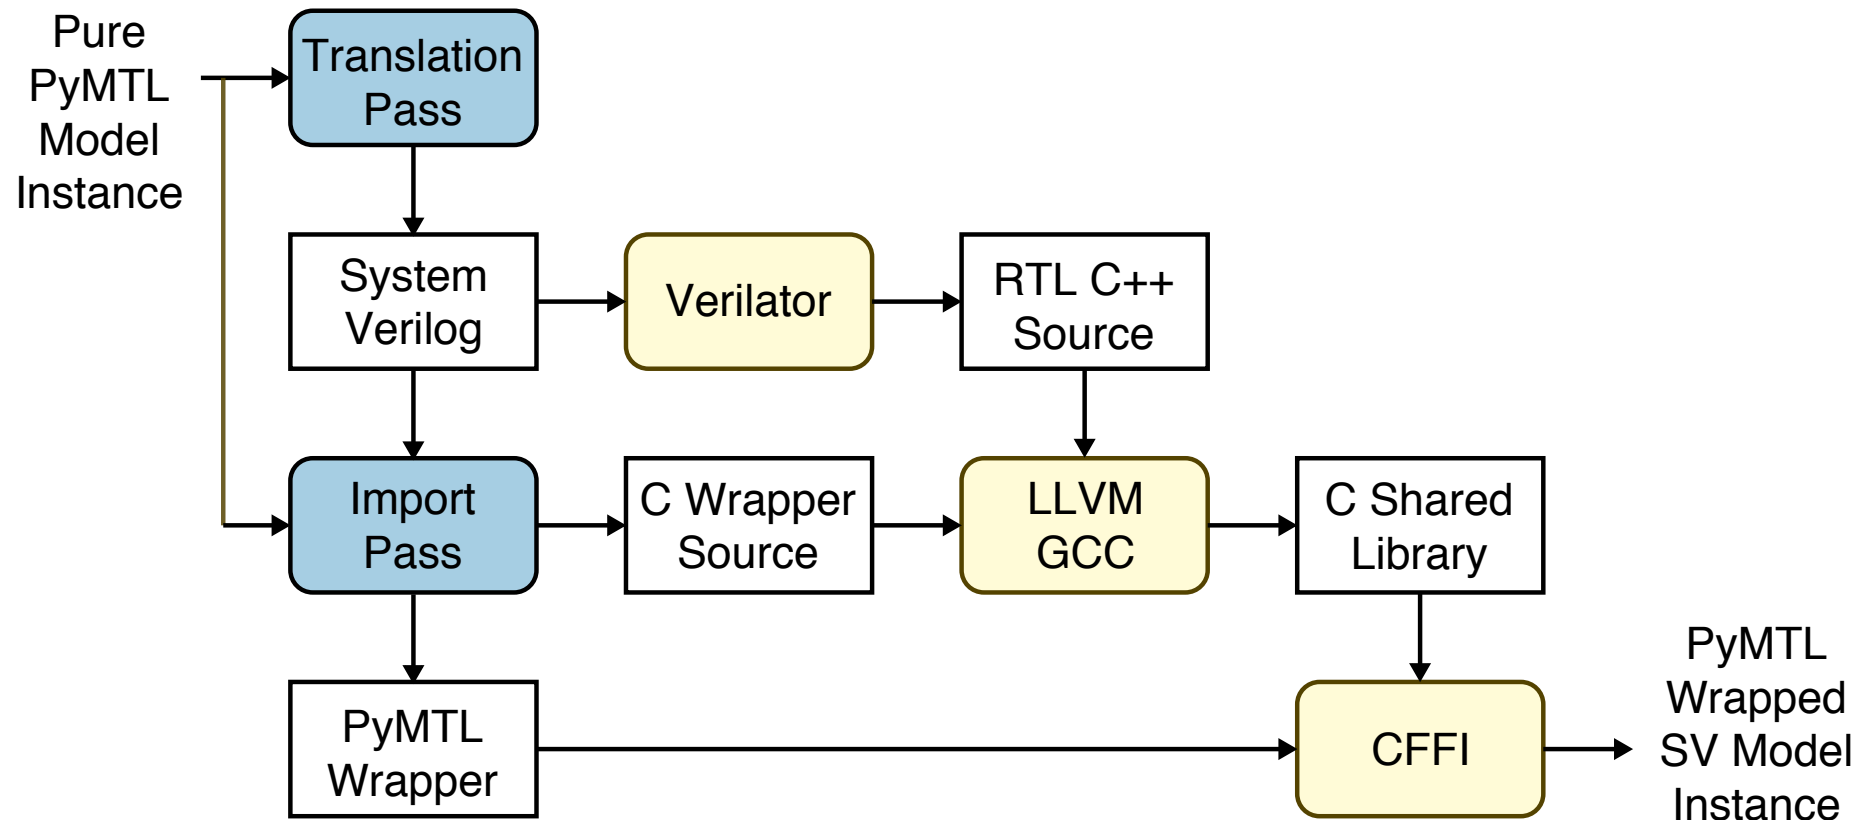 Pure
PyMTL
Model
Instance
Translation
Pass
System
Verilog
Verilator
RTL C++
Source
Import
Pass
C Wrapper
Source
LLVM
GCC
C Shared
Library
PyMTL
Wrapper
CFFI
PyMTL
Wrapped
SV Model
Instance